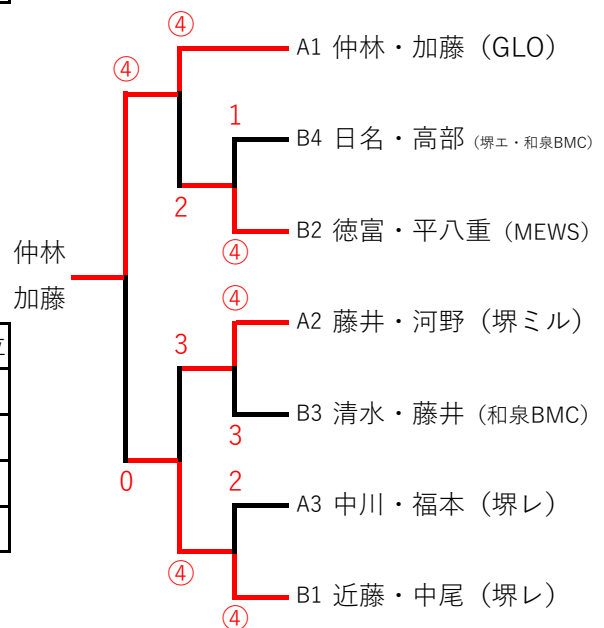 ④
④
A1 仲林・加藤（GLO）
1
B4 日名・高部（堺エ・和泉BMC）
2
B2 徳富・平八重（MEWS）
④
仲林
加藤
④
A2 藤井・河野（堺ミル）
3
B3 清水・藤井（和泉BMC）
3
0
2
A3 中川・福本（堺レ）
④
B1 近藤・中尾（堺レ）
④